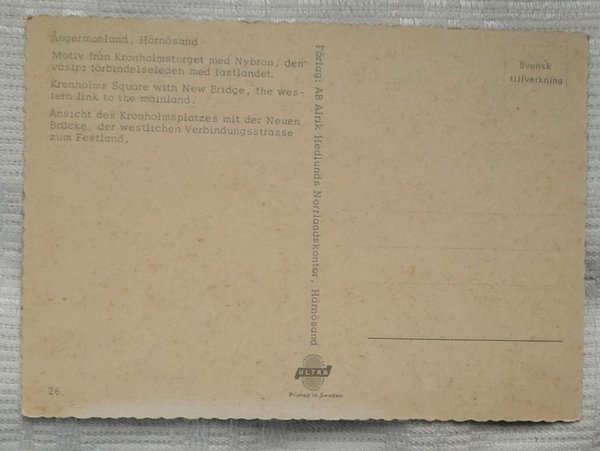 Ångermanland, Härnösand
Motiv från Kronholmstorget med Nybron, den
västra förbindelseleden med fastlandet.
Kronholms Square with New Bridge, the wes-
tern link to the mainland.
Ansicht des Kronholmsplatzes mit der Neuen
Brücke, der westlichen Verbindungsstrasse
zum Festland.
26
Förlag: AB Alrik Hedlunds Norrlandskontor, Härnösand
ULTRA
Printed in Sweden
Svensk
tillverkning